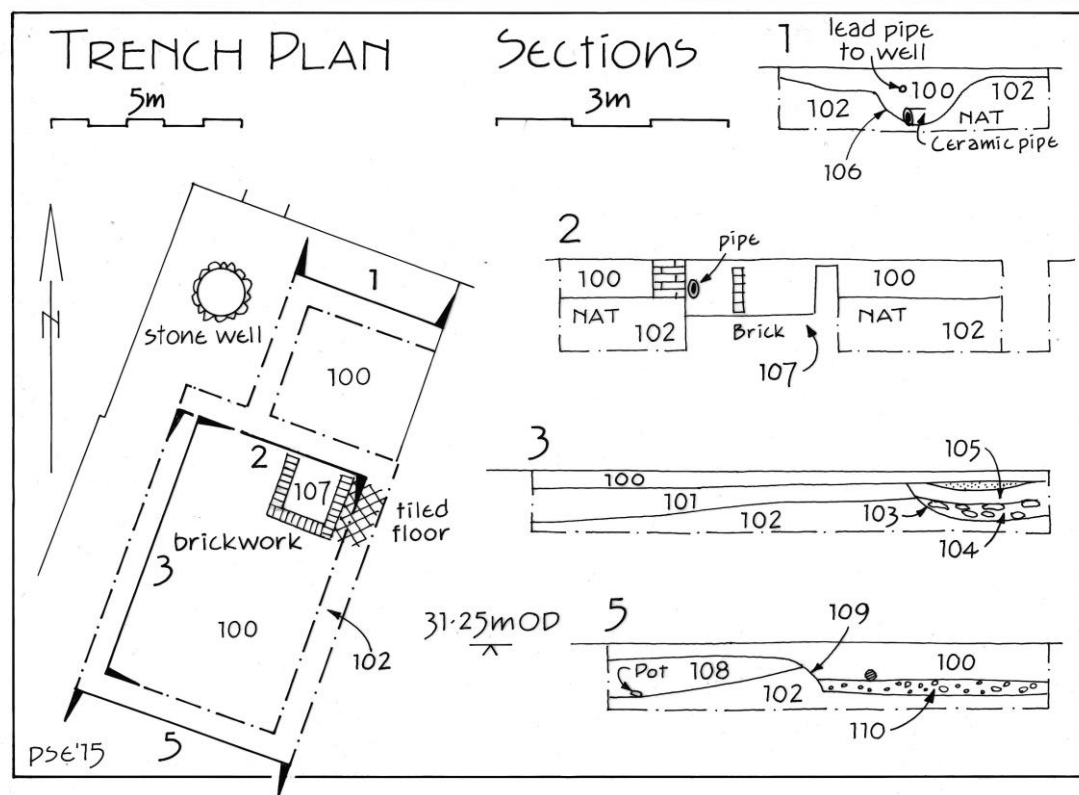 TRENCH PLAN
5m
N
stone well
1
100
2
107
tiled
floor
brickwork
3
100
102
5
PSE'15
Sections
3m
1
lead pipe
to well
100
102
102
NAT
Ceramic pipe
106
2
pipe
100
100
NAT
102
Brick
NAT
102
107
3
105
100
101
102
103
104
31·25mOD
5
109
Pot
108
100
102
110